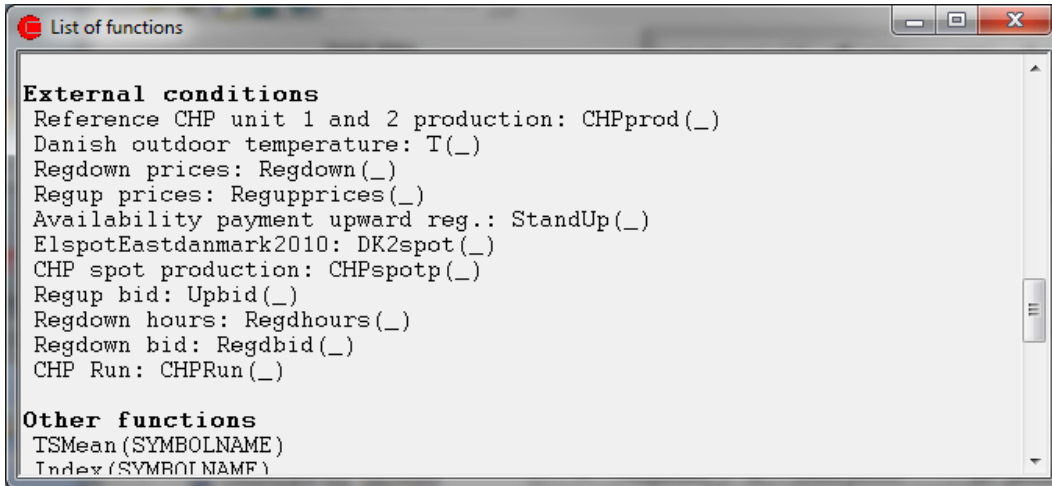 List of functions
External conditions
Reference CHP unit 1 and 2 production: CHPprod(_)
Danish outdoor temperature: T(_)
Regdown prices: Regdown(_)
Regup prices: Regupprices(_)
Availability payment upward reg.: StandUp(_)
ElspotEastdanmark2010: DK2spot(_)
CHP spot production: CHPspotp(_)
Regup bid: Upbid(_)
Regdown hours: Regdhours(_)
Regdown bid: Regdbid(_)
CHP Run: CHPRun(_)
Other functions
TSMean(SYMBOLNAME)
Index(SYMBOLNAME)